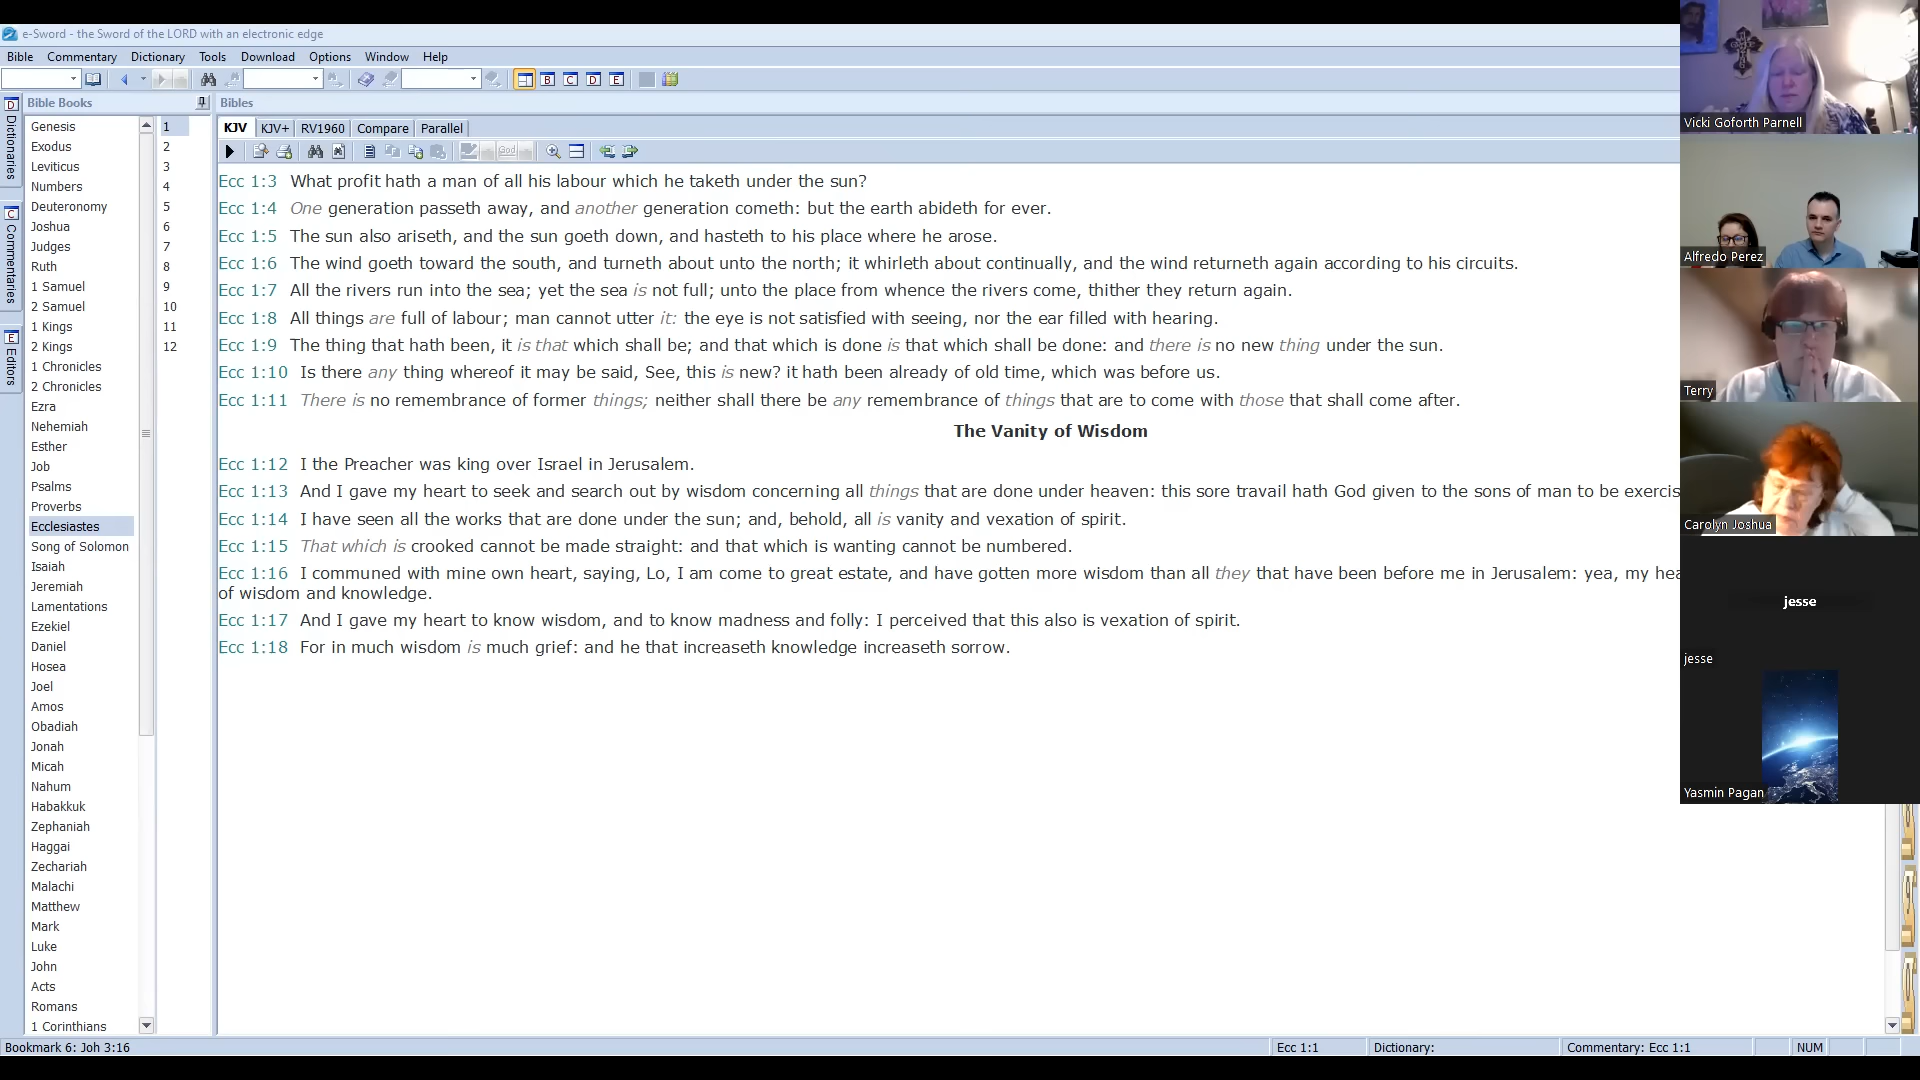 e-Sword - the Sword of the LORD with an electronic edge
Bible Commentary Dictionary Tools Download Options Window Help
B C D E
D Dictionaries
C Commentaries
E Editors
Bible Books
Genesis
Exodus
Leviticus
Numbers
Deuteronomy
Joshua
Judges
Ruth
1 Samuel
2 Samuel
1 Kings
2 Kings
1 Chronicles
2 Chronicles
Ezra
Nehemiah
Esther
Job
Psalms
Proverbs
Ecclesiastes
Song of Solomon
Isaiah
Jeremiah
Lamentations
Ezekiel
Daniel
Hosea
Joel
Amos
Obadiah
Jonah
Micah
Nahum
Habakkuk
Zephaniah
Haggai
Zechariah
Malachi
Matthew
Mark
Luke
John
Acts
Romans
1 Corinthians
1
2
3
4
5
6
7
8
9
10
11
12
Bibles
KJV KJV+ RV1960 Compare Parallel
God
Ecc 1:3 What profit hath a man of all his labour which he taketh under the sun?
Ecc 1:4 One generation passeth away, and another generation cometh: but the earth abideth for ever.
Ecc 1:5 The sun also ariseth, and the sun goeth down, and hasteth to his place where he arose.
Ecc 1:6 The wind goeth toward the south, and turneth about unto the north; it whirleth about continually, and the wind returneth again according to his circuits.
Ecc 1:7 All the rivers run into the sea; yet the sea is not full; unto the place from whence the rivers come, thither they return again.
Ecc 1:8 All things are full of labour; man cannot utter it: the eye is not satisfied with seeing, nor the ear filled with hearing.
Ecc 1:9 The thing that hath been, it is that which shall be; and that which is done is that which shall be done: and there is no new thing under the sun.
Ecc 1:10 Is there any thing whereof it may be said, See, this is new? it hath been already of old time, which was before us.
Ecc 1:11 There is no remembrance of former things; neither shall there be any remembrance of things that are to come with those that shall come after.
The Vanity of Wisdom
Ecc 1:12 I the Preacher was king over Israel in Jerusalem.
Ecc 1:13 And I gave my heart to seek and search out by wisdom concerning all things that are done under heaven: this sore travail hath God given to the sons of man to be exercis
Ecc 1:14 I have seen all the works that are done under the sun; and, behold, all is vanity and vexation of spirit.
Ecc 1:15 That which is crooked cannot be made straight: and that which is wanting cannot be numbered.
Ecc 1:16 I communed with mine own heart, saying, Lo, I am come to great estate, and have gotten more wisdom than all they that have been before me in Jerusalem: yea, my hea
of wisdom and knowledge.
Ecc 1:17 And I gave my heart to know wisdom, and to know madness and folly: I perceived that this also is vexation of spirit.
Ecc 1:18 For in much wisdom is much grief: and he that increaseth knowledge increaseth sorrow.
Vicki Goforth Parnell
Alfredo Perez
Terry
Carolyn Joshua
jesse
jesse
Yasmin Pagan
Bookmark 6: Joh 3:16
Ecc 1:1
Dictionary:
Commentary: Ecc 1:1
NUM